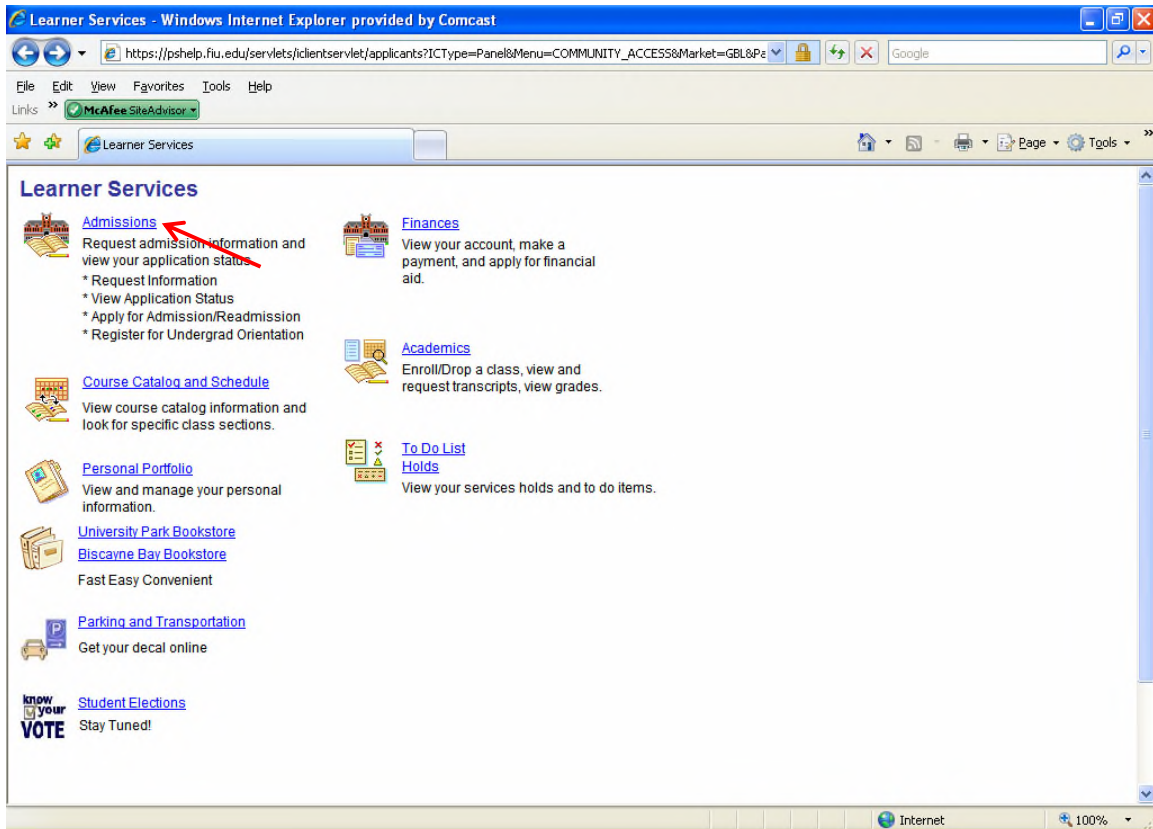 Learner Services - Windows Internet Explorer provided by Comcast
https://pshelp.fiu.edu/servlets/iclientservlet/applicants?ICType=Panel&Menu=COMMUNITY_ACCESS&Market=GBL&Pa
Google
File Edit View Favorites Tools Help
Links » McAfee SiteAdvisor
Learner Services
Page Tools »
Learner Services
Admissions
Request admission information and
view your application status
* Request Information
* View Application Status
* Apply for Admission/Readmission
* Register for Undergrad Orientation
Course Catalog and Schedule
View course catalog information and
look for specific class sections.
Personal Portfolio
View and manage your personal
information.
University Park Bookstore
Biscayne Bay Bookstore
Fast Easy Convenient
Parking and Transportation
Get your decal online
know
your
VOTE
Student Elections
Stay Tuned!
Finances
View your account, make a
payment, and apply for financial
aid.
Academics
Enroll/Drop a class, view and
request transcripts, view grades.
To Do List
Holds
View your services holds and to do items.
Internet
100%